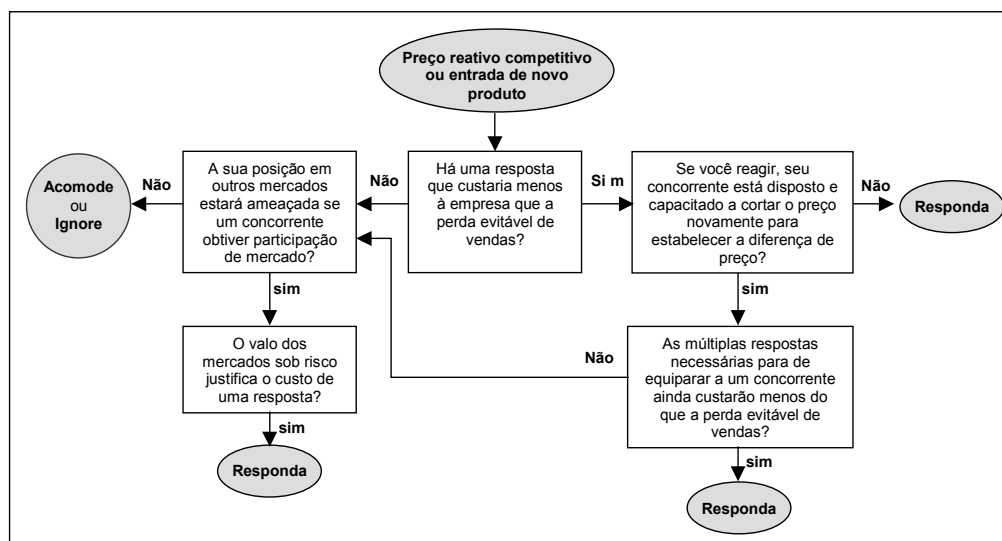 Preço reativo competitivo
ou entrada de novo
produto
Acomode
ou
Ignore
Não
A sua posição em
outros mercados
estará ameaçada se
um concorrente
obtiver participação
de mercado?
Não
Há uma resposta
que custaria menos
à empresa que a
perda evitável de
vendas?
Si m
Se você reagir, seu
concorrente está disposto e
capacitado a cortar o preço
novamente para
estabelecer a diferença de
preço?
Não
Responda
sim
sim
O valo dos
mercados sob risco
justifica o custo de
uma resposta?
Não
As múltiplas respostas
necessárias para de
equiparar a um concorrente
ainda custarão menos do
que a perda evitável de
vendas?
sim
Responda
sim
Responda